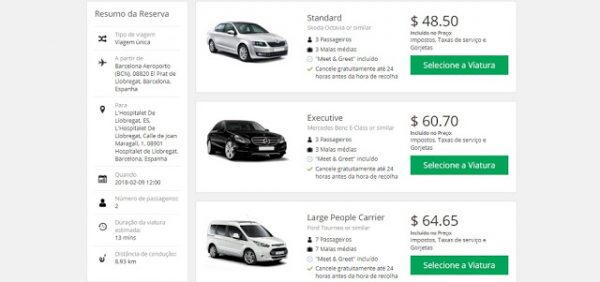 Resumo da Reserva
Tipo de viagem
Viagem única
A partir de
Barcelona Aeroporto
(BCN), 08820 El Prat de
Llobregat, Barcelona,
Espanha
Para
L'Hospitalet De
Llobregat, ES,
L'Hospitalet De
Llobregat, Calle de Joan
Maragall, 1, 08901
Hospitalet de Llobregat,
Barcelona, Espanha
Quando
2018-02-09 12:00
Número de passageiros
2
Duração da viatura
estimada:
13 mins
Distância de condução:
8.93 km
Standard
Skoda Octavia or similar
3 Passageiros
3 Malas médias
"Meet & Greet" incluído
Cancele gratuitamente até 24
horas antes da hora de recolha
$ 48.50
Incluído no Preço:
Impostos, Taxas de serviço e
Gorjetas
Selecione a Viatura
Executive
Mercedes Benz E-Class or similar
3 Passageiros
3 Malas médias
"Meet & Greet" incluído
Cancele gratuitamente até 24
horas antes da hora de recolha
$ 60.70
Incluído no Preço:
Impostos, Taxas de serviço e
Gorjetas
Selecione a Viatura
Large People Carrier
Ford Tourneo or similar
7 Passageiros
7 Malas médias
"Meet & Greet" incluído
Cancele gratuitamente até 24
horas antes da hora de recolha
$ 64.65
Incluído no Preço:
Impostos, Taxas de serviço e
Gorjetas
Selecione a Viatura